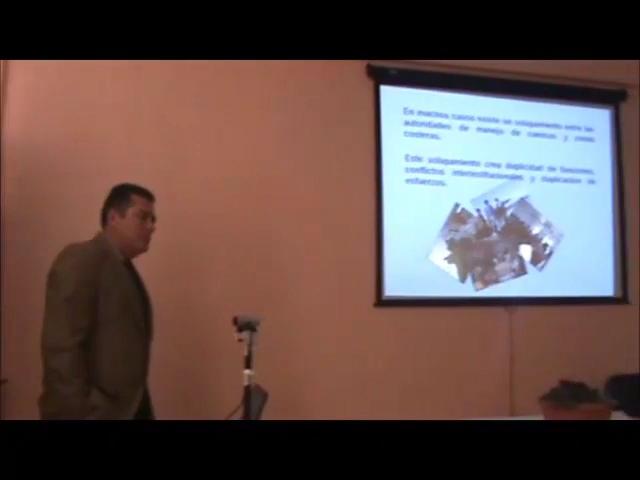 En muchos casos existe un solapamiento entre las
autoridades de manejo de cuencas y zonas
costeras.
Este solapamiento crea duplicidad de funciones,
conflictos interinstitucionales y duplicación de
esfuerzos.